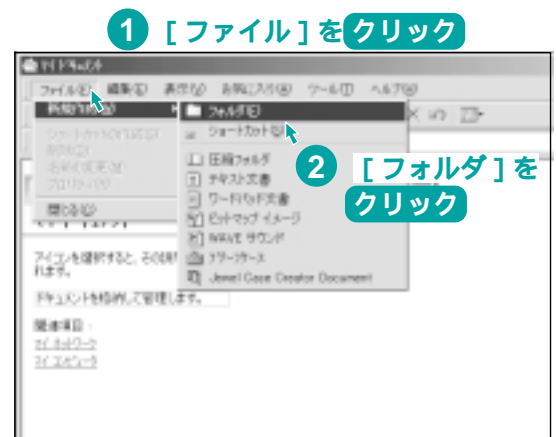 1 [ファイル]をクリック
マイ ドキュメント
ファイル(F) 編集(E) 表示(V) お気に入り(A) ツール(T) ヘルプ(H)
新規作成(W)
フォルダ(F)
ショートカットの作成(S)
ショートカット(S)
削除(D)
名前の変更(M)
圧縮フォルダ
2 [フォルダ]を
プロパティ(R)
テキスト文書
クリック
閉じる(C)
ワードパッド文書
ビットマップ イメージ
WAVE サウンド
ブリーフケース
Jewel Case Creator Document
アイコンを選択すると、その説明
れます。
ドキュメントを格納して管理します。
関連項目:
マイ ネットワーク
マイ コンピュータ